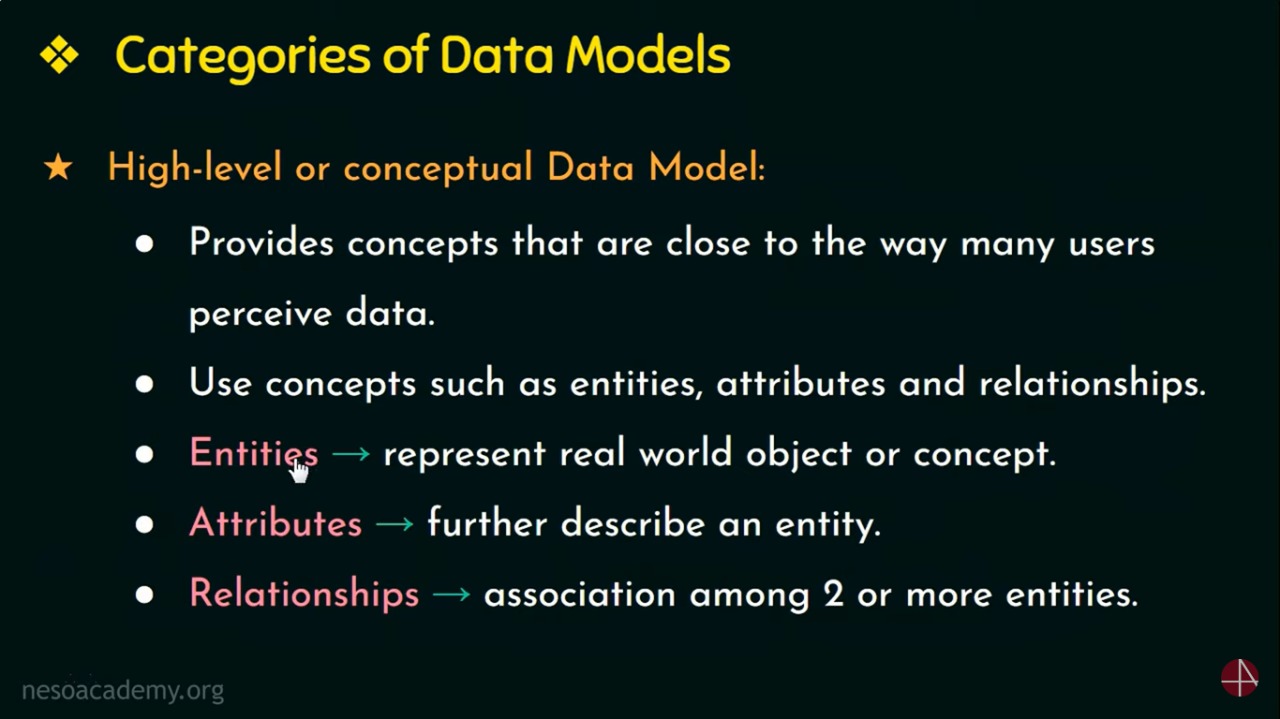 ❖ Categories of Data Models
★ High-level or conceptual Data Model:
● Provides concepts that are close to the way many users
perceive data.
● Use concepts such as entities, attributes and relationships.
● Entities → represent real world object or concept.
● Attributes → further describe an entity.
● Relationships → association among 2 or more entities.
nesoacademy.org